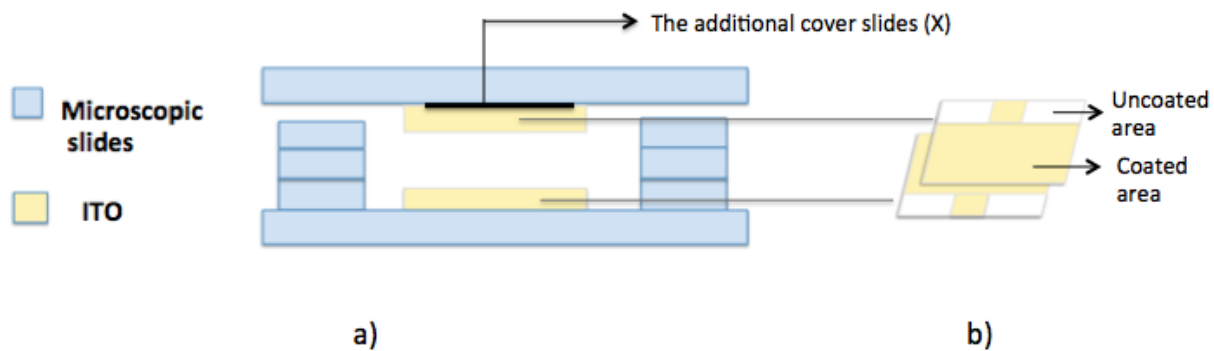 The additional cover slides (X)
Microscopic
slides
ITO
Uncoated
area
Coated
area
a)
b)